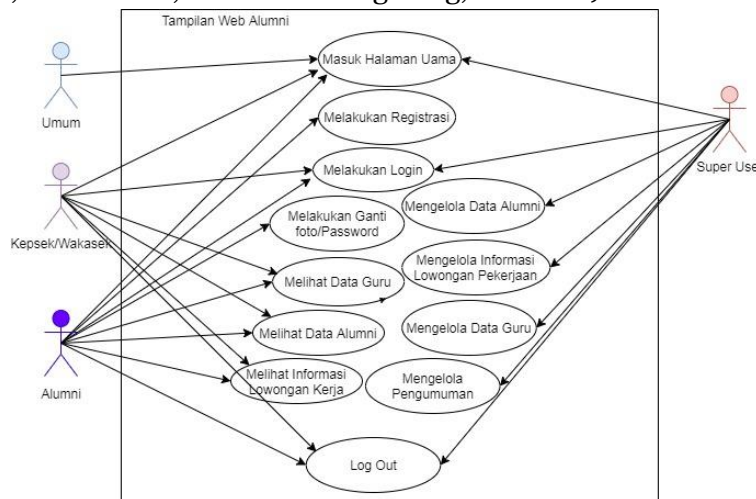 Tampilan Web Alumni
Masuk Halaman Uama
Umum
Melakukan Registrasi
Melakukan Login
Super Use
Kepsek/Wakasek
Mengelola Data Alumni
Melakukan Ganti
foto/Password
Mengelola Informasi
Lowongan Pekerjaan
Melihat Data Guru
Mengelola Data Guru
Melihat Data Alumni
Alumni
Melihat Informasi
Lowongan Kerja
Mengelola
Pengumuman
Log Out